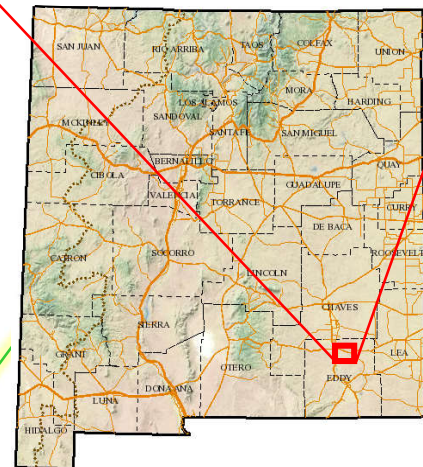 SAN JUAN
RIO ARRIBA
TAOS
COLFAX
UNION
MORA
HARDING
LOS ALAMOS
SANDOVAL
MCKINLEY
SANTA FE
SAN MIGUEL
BERNALILLO
QUAY
CIBOLA
GUADALUPE
VALENCIA
TORRANCE
CURRY
DE BACA
CATRON
SOCORRO
ROOSEVELT
LINCOLN
CHAVES
SIERRA
GRANT
OTERO
LEA
EDDY
DONA ANA
LUNA
HIDALGO